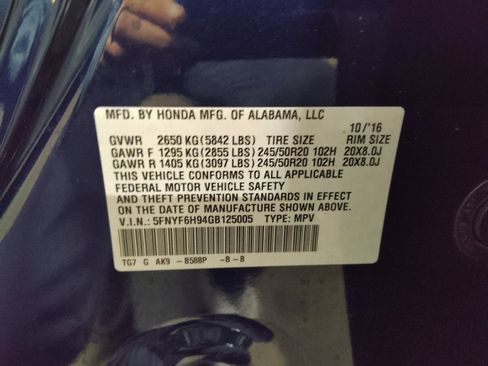 MFD. BY HONDA MFG. OF ALABAMA, LLC
10/'16
GVWR 2650 KG(5842 LBS) TIRE SIZE RIM SIZE
GAWR F 1295 KG(2855 LBS)245/50R20 102H 20X8.0J
GAWR R 1405 KG(3097 LBS)245/50R20 102H 20X8.0J
THIS VEHICLE CONFORMS TO ALL APPLICABLE
FEDERAL MOTOR VEHICLE SAFETY
AND THEFT PREVENTION STANDARDS IN EFFECT
ON THE DATE OF MANUFACTURE SHOWN ABOVE.
V.I.N.: 5FNYF6H94GB125005 TYPE: MPV
TG7 G AK9 -B588P -B-B